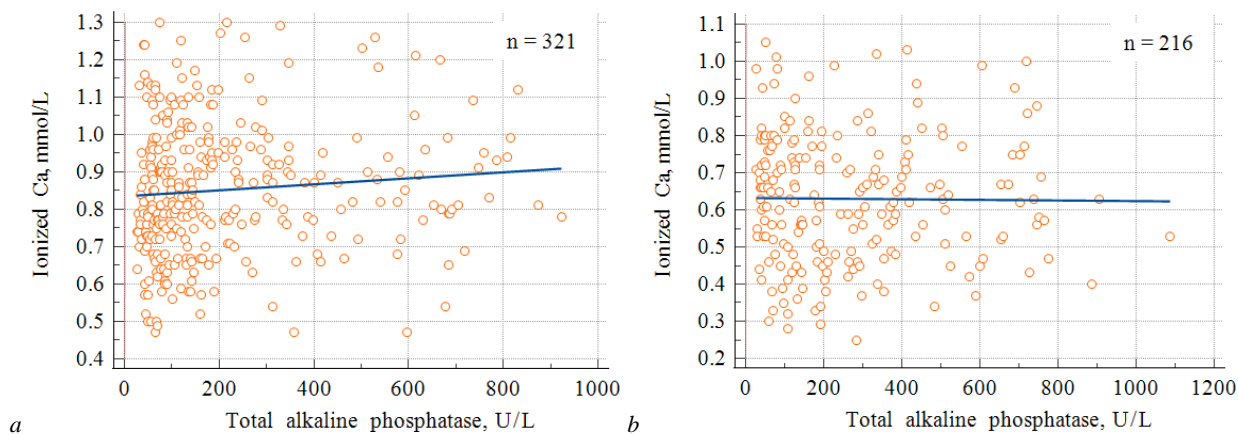 1.3
1.2
1.1
1.0
0.9
0.8
0.7
0.6
0.5
0.4
Ionized Ca, mmol/L
n = 321
0 200 400 600 800 1000
Total alkaline phosphatase, U/L
a
1.1
1.0
0.9
0.8
0.7
0.6
0.5
0.4
0.3
0.2
Ionized Ca, mmol/L
n = 216
0 200 400 600 800 1000 1200
Total alkaline phosphatase, U/L
b